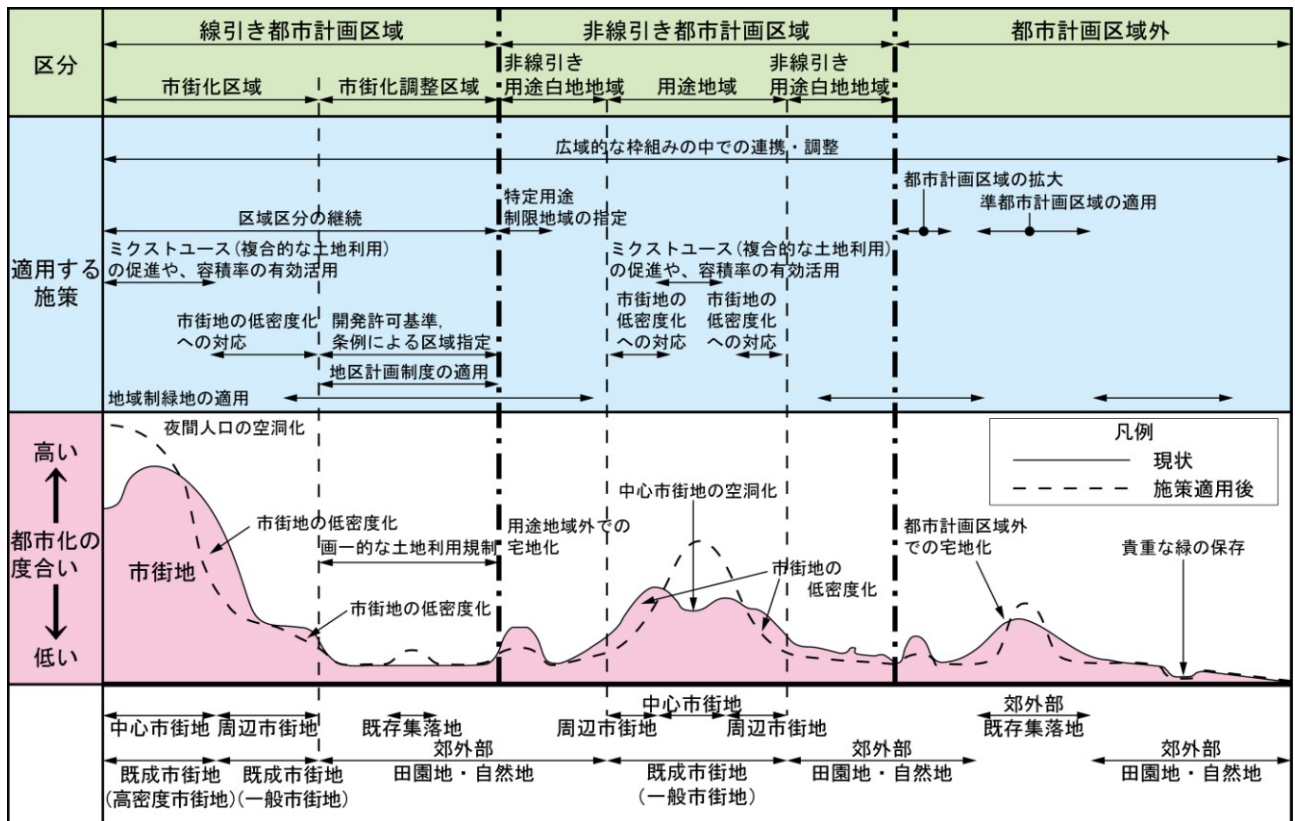 区分
線引き都市計画区域
非線引き都市計画区域
都市計画区域外
市街化区域
市街化調整区域
非線引き
用途白地地域
用途地域
非線引き
用途白地地域
適用する
施策
広域的な枠組みの中での連携・調整
都市計画区域の拡大
準都市計画区域の適用
特定用途
制限地域の指定
区域区分の継続
ミクストユース(複合的な土地利用)
の促進や、容積率の有効活用
ミクストユース(複合的な土地利用)
の促進や、容積率の有効活用
市街地の低密度化
への対応
開発許可基準,
条例による区域指定
市街地の
低密度化
への対応
市街地の
低密度化
への対応
地区計画制度の適用
地域制緑地の適用
高い
都市化の
度合い
低い
夜間人口の空洞化
凡例
現状
施策適用後
中心市街地の空洞化
市街地の低密度化
画一的な土地利用規制
用途地域外での
宅地化
都市計画区域外
での宅地化
貴重な緑の保存
市街地
市街地の
低密度化
市街地の低密度化
中心市街地
周辺市街地
既存集落地
周辺市街地
中心市街地
周辺市街地
郊外部
既存集落地
既成市街地
(高密度市街地)
既成市街地
(一般市街地)
郊外部
田園地・自然地
既成市街地
(一般市街地)
郊外部
田園地・自然地
郊外部
田園地・自然地